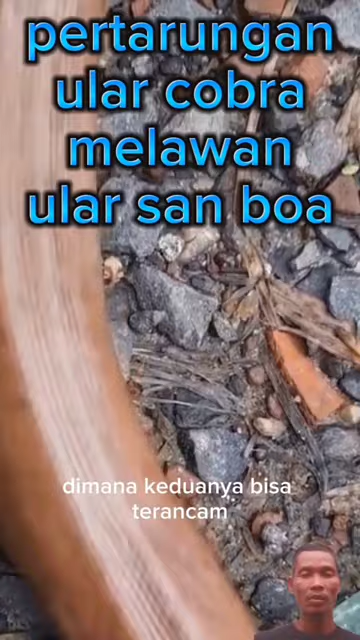 pertarungan
ular cobra
melawan
ular san boa
dimana keduanya bisa
terancam